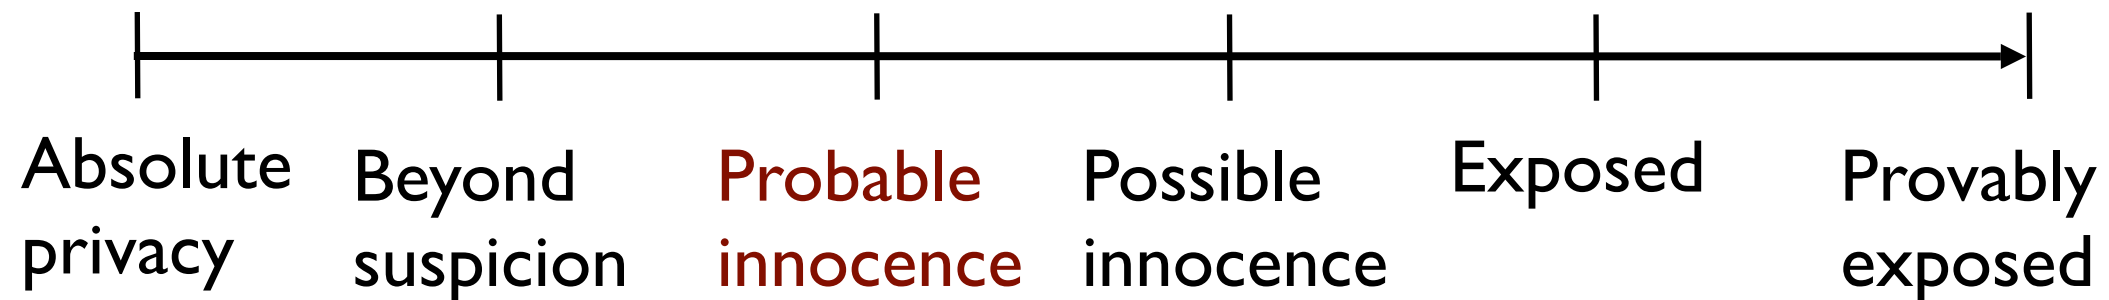 Absolute
privacy
Beyond
suspicion
Probable
innocence
Possible
innocence
Exposed
Provably
exposed